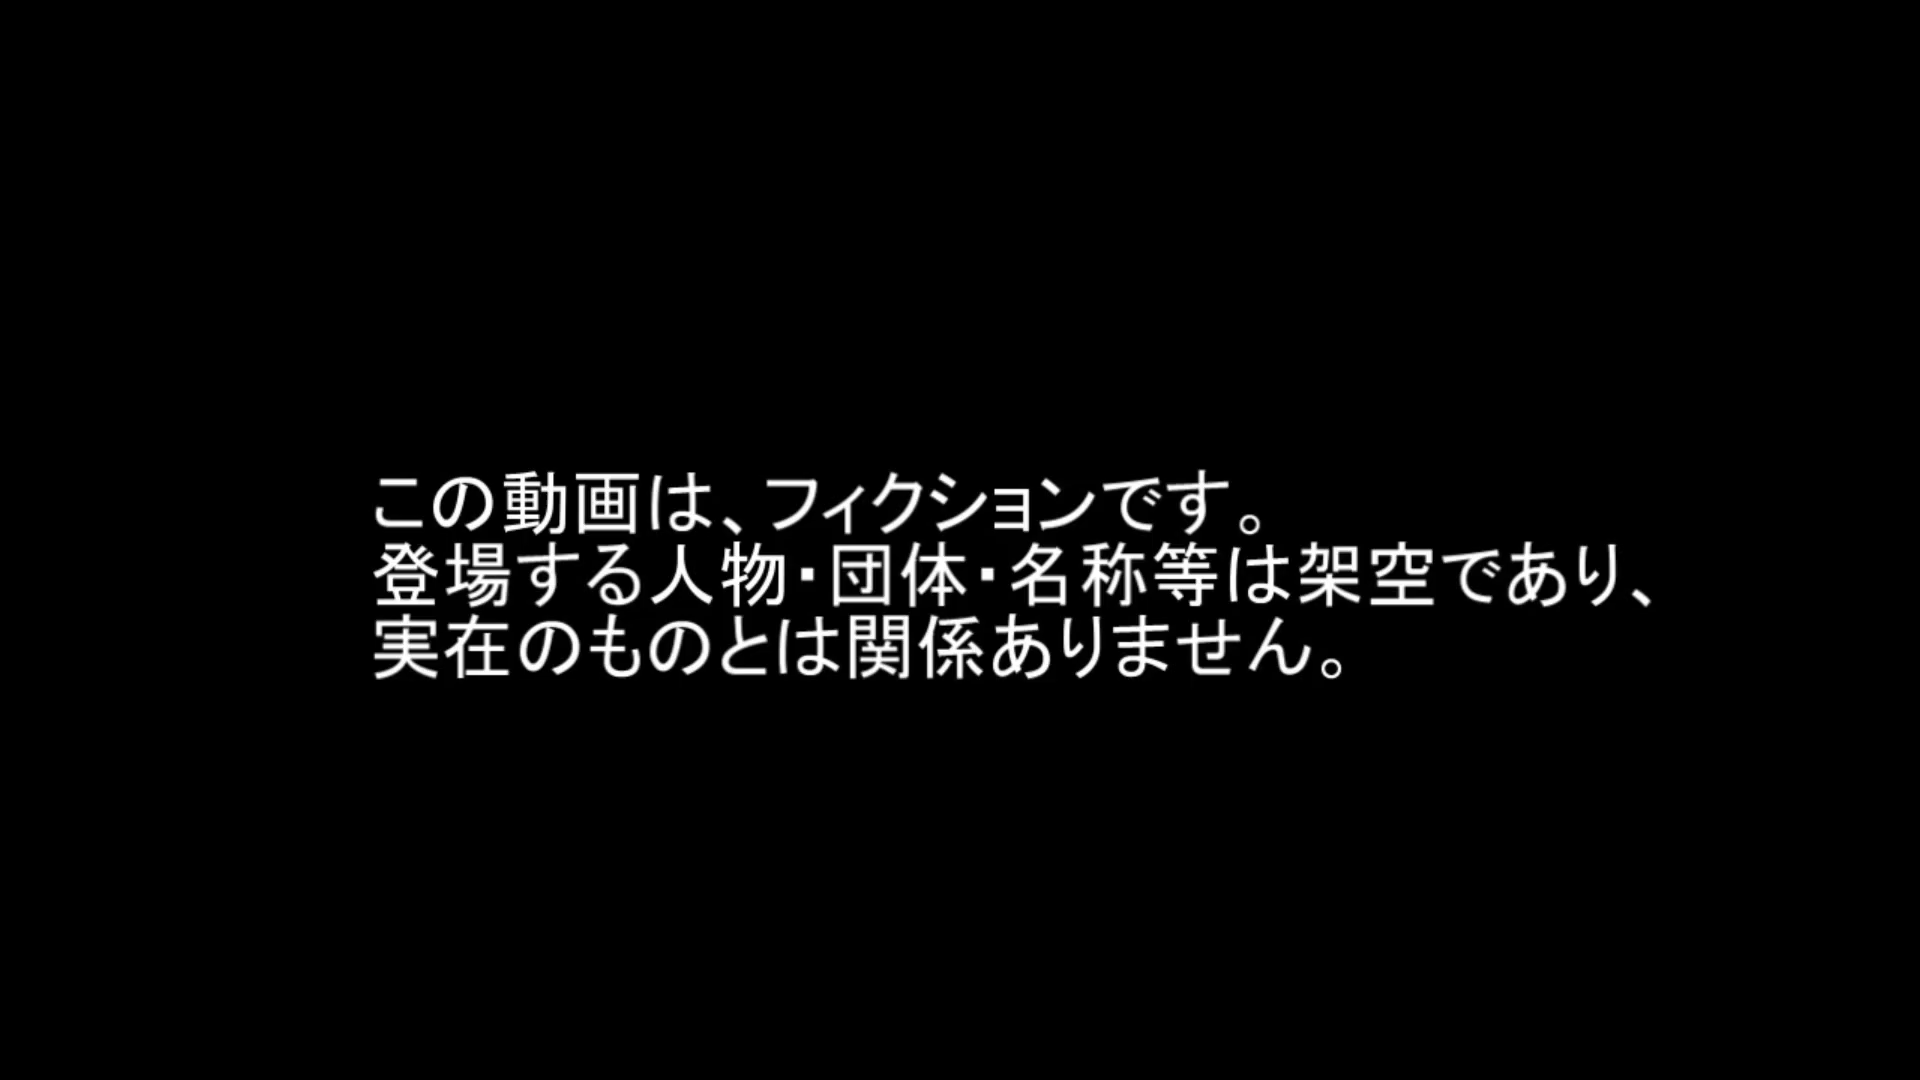 この動画は、フィクションです。
登場する人物・団体・名称等は架空であり、
実在のものとは関係ありません。